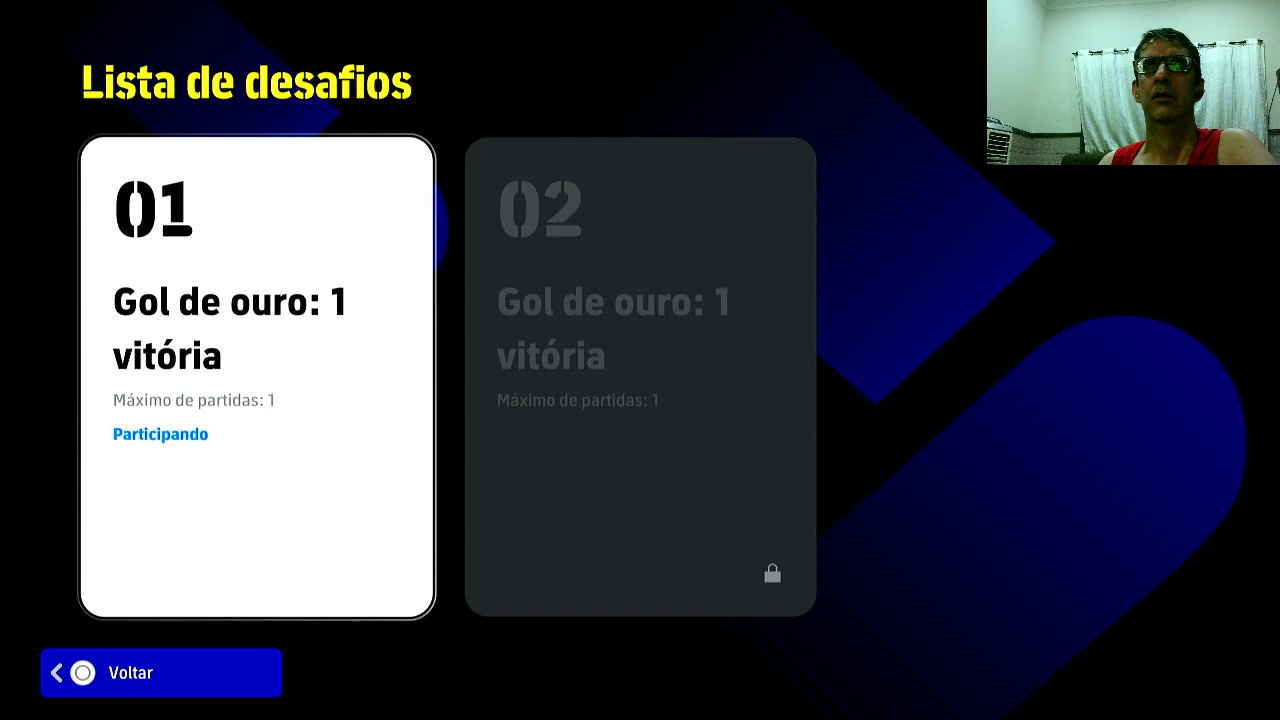 Lista de desafios
01
Gol de ouro: 1
vitória
Máximo de partidas: 1
Participando
02
Gol de ouro: 1
vitória
Máximo de partidas: 1
Voltar